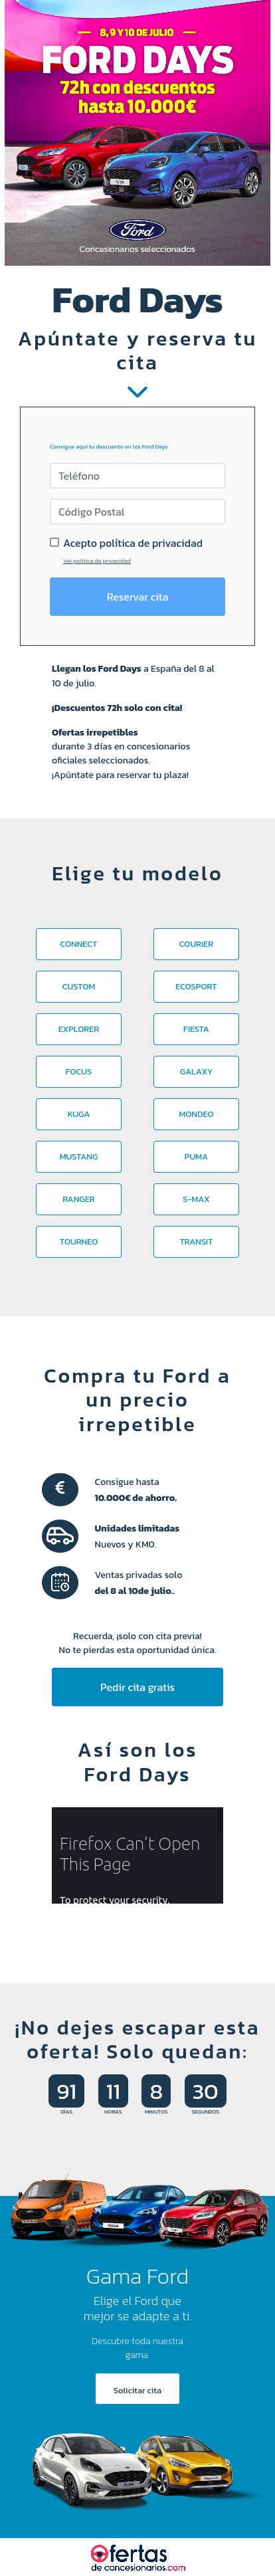 8, 9 Y 10 DE JULIO
FORD DAYS
72h con descuentos
hasta 10.000€
Ford
Concesionarios seleccionados
Ford Days
Apúntate y reserva tu
cita
Consigue aquí tu descuento en los Ford Days
Teléfono
Código Postal
Acepto política de privacidad
Ver política de privacidad
Reservar cita
Llegan los Ford Days a España del 8 al
10 de julio.
¡Descuentos 72h solo con cita!
Ofertas irrepetibles
durante 3 días en concesionarios
oficiales seleccionados.
¡Apúntate para reservar tu plaza!
Elige tu modelo
CONNECT
COURIER
CUSTOM
ECOSPORT
EXPLORER
FIESTA
FOCUS
GALAXY
KUGA
MONDEO
MUSTANG
PUMA
RANGER
S-MAX
TOURNEO
TRANSIT
Compra tu Ford a
un precio
irrepetible
€
Consigue hasta
10.000€ de ahorro.
Unidades limitadas
Nuevos y KM0.
Ventas privadas solo
del 8 al 10de julio..
Recuerda, ¡solo con cita previa!
No te pierdas esta oportunidad única.
Pedir cita gratis
Así son los
Ford Days
Firefox Can't Open
This Page
To protect your security,
¡No dejes escapar esta
oferta! Solo quedan:
91 11 8 30
DÍAS HORAS MINUTOS SEGUNDOS
Gama Ford
Elige el Ford que
mejor se adapte a ti.
Descubre toda nuestra
gama.
Solicitar cita
Ofertas
de concesionarios.com